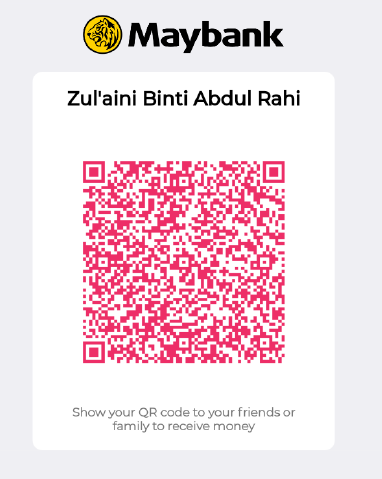 Maybank
Zul'aini Binti Abdul Rahi
Show your QR code to your friends or
family to receive money